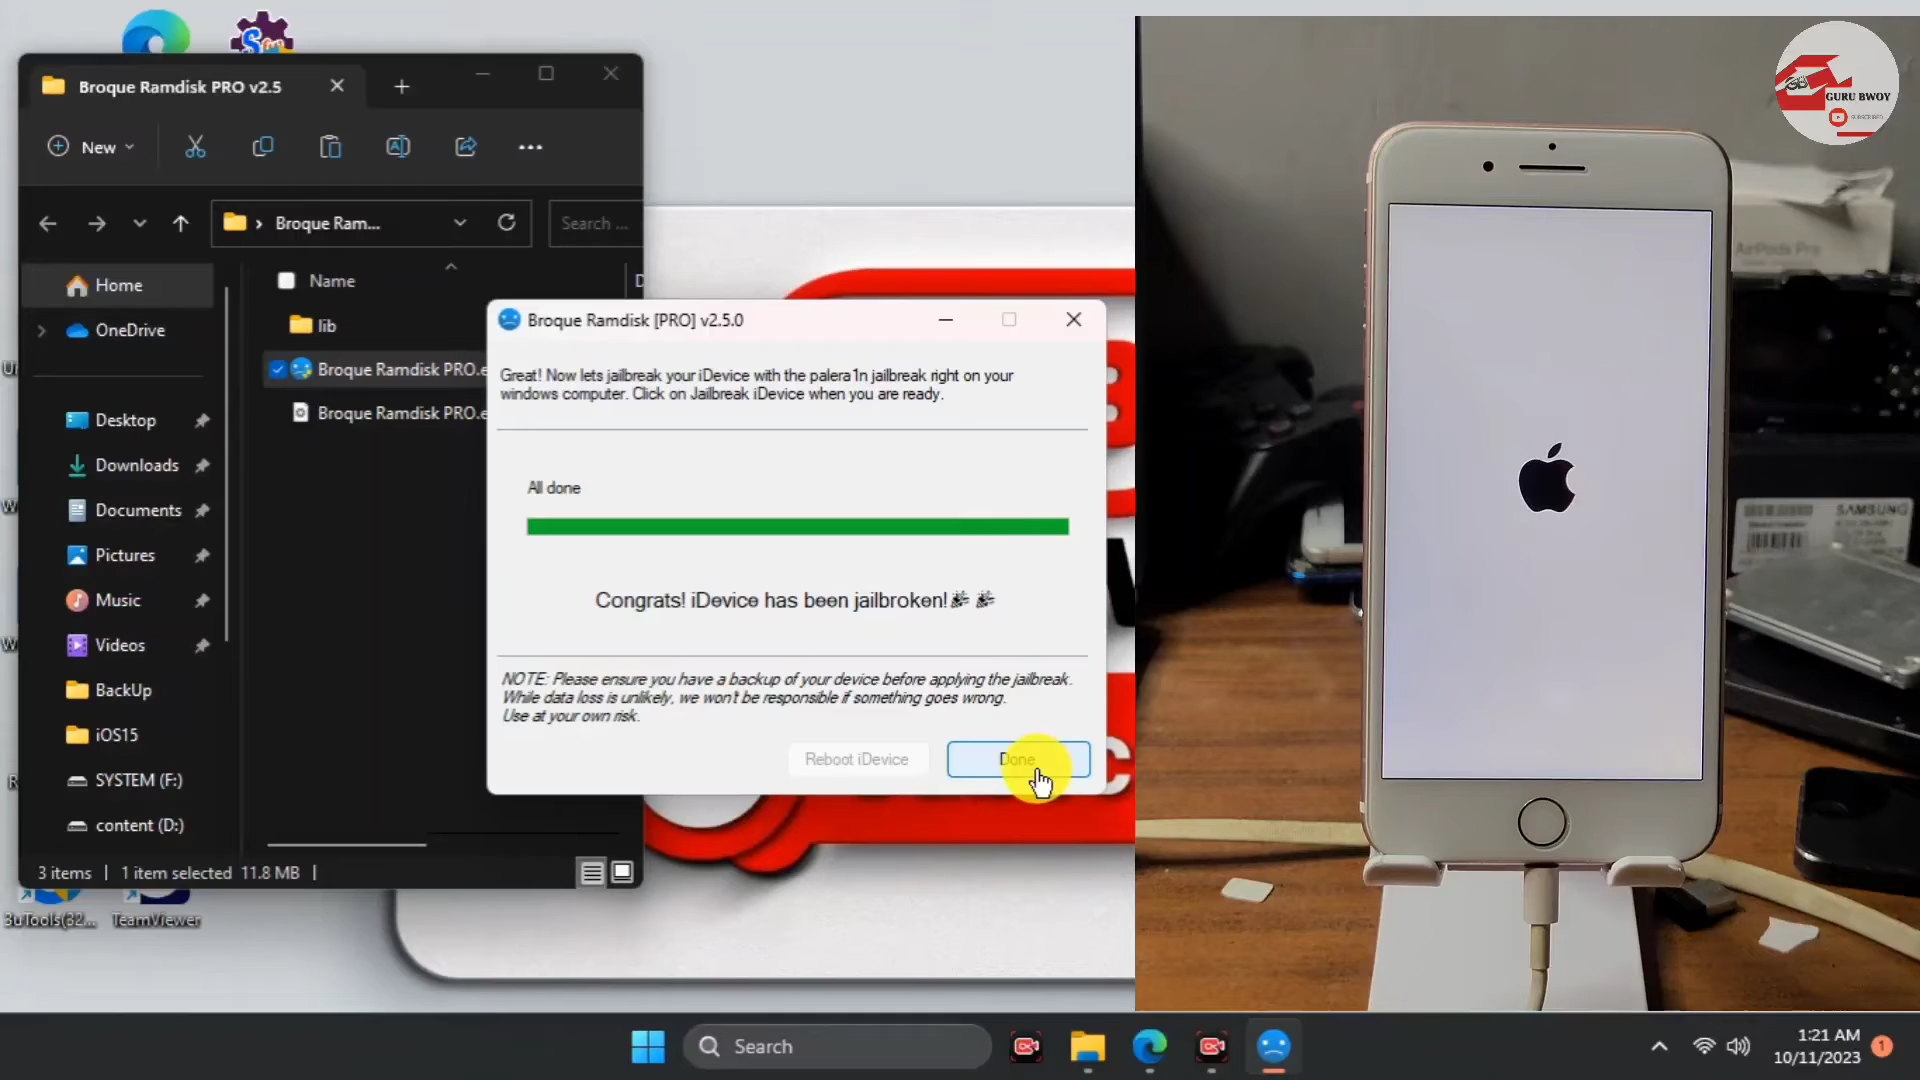 Broque Ramdisk PRO v2.5
New
Broque Ram...
Search ...
Name
Home
OneDrive
lib
Broque Ramdisk PRO.e
Broque Ramdisk PRO.e
Desktop
Downloads
Documents
Pictures
Music
Videos
BackUp
iOS15
SYSTEM (F:)
content (D:)
3 items
1 item selected 11.8 MB
Broque Ramdisk [PRO] v2.5.0
Great! Now lets jailbreak your iDevice with the palera1n jailbreak right on your
windows computer. Click on Jailbreak iDevice when you are ready.
All done
Congrats! iDevice has been jailbroken!🎉 🎉
NOTE: Please ensure you have a backup of your device before applying the jailbreak.
While data loss is unlikely, we won't be responsible if something goes wrong.
Use at your own risk.
Reboot iDevice
Done
3uTools(32...
TeamViewer
GURU BWOY
SUBSCRIBED
AirPods Pro
SAMSUNG
Search
1:21 AM
10/11/2023
1